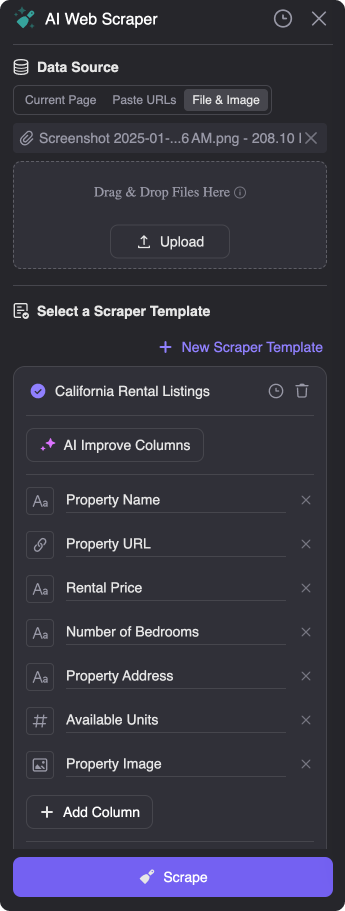 AI Web Scraper
Data Source
Current Page Paste URLs File & Image
Screenshot 2025-01-...6 AM.png - 208.10
Drag & Drop Files Here
Upload
Select a Scraper Template
+ New Scraper Template
California Rental Listings
AI Improve Columns
Aa Property Name
Property URL
Aa Rental Price
Aa Number of Bedrooms
Aa Property Address
# Available Units
Property Image
+ Add Column
Scrape